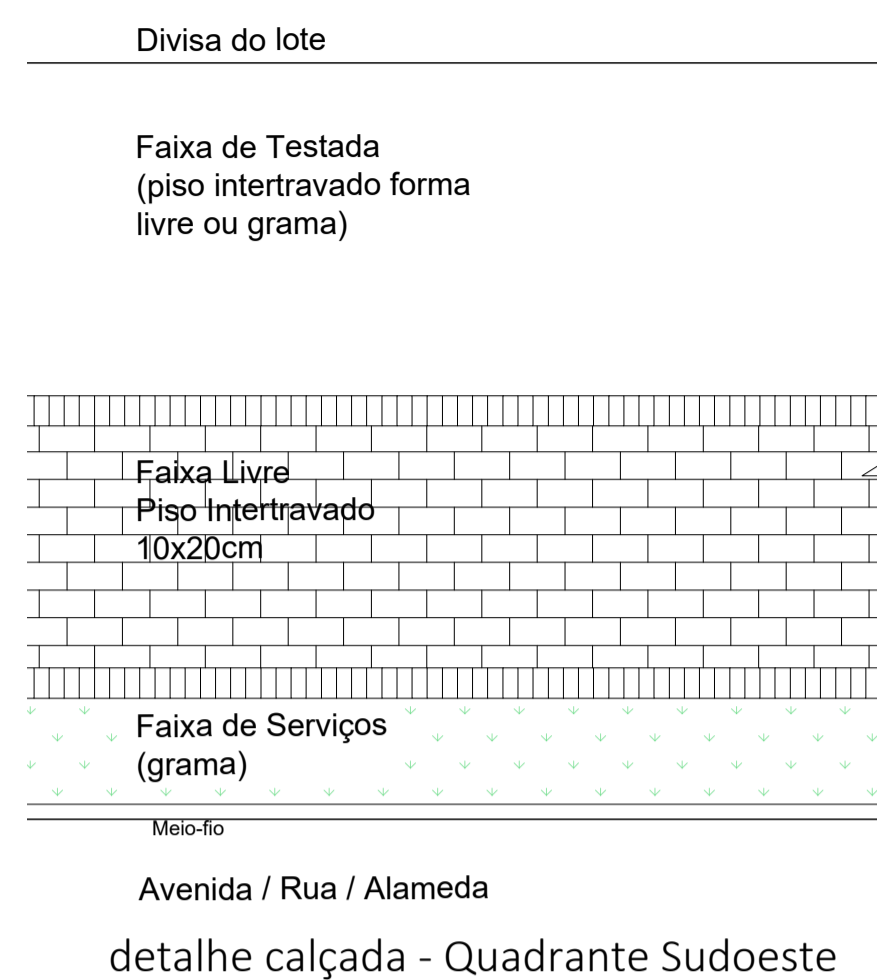 Divisa do lote
Faixa de Testada
(piso intertravado forma
livre ou grama)
Faixa Livre
Piso Intertravado
10x20cm
Faixa de Serviços
(grama)
Meio-fio
Avenida / Rua / Alameda
detalhe calçada - Quadrante Sudoeste